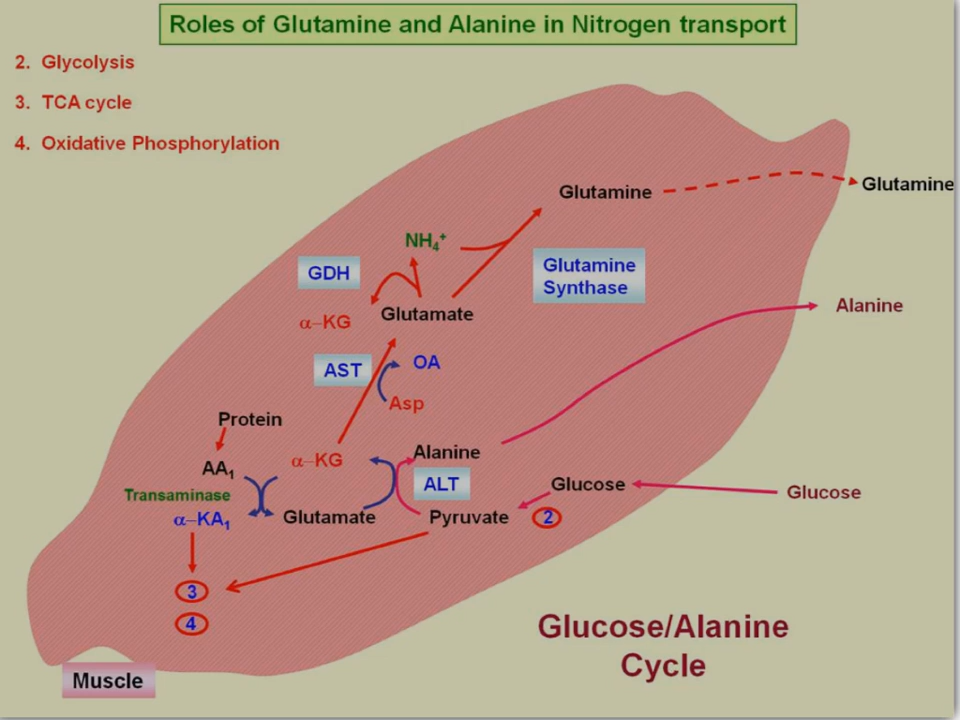 Roles of Glutamine and Alanine in Nitrogen transport
2. Glycolysis
3. TCA cycle
4. Oxidative Phosphorylation
Glutamine
Glutamine
NH₄⁺
GDH
Glutamine
Synthase
α–KG
Glutamate
Alanine
AST
OA
Asp
Protein
AA₁
α–KG
Alanine
Transaminase
ALT
Glucose
Glucose
α–KA₁
Glutamate
Pyruvate
2
3
4
Glucose/Alanine
Cycle
Muscle